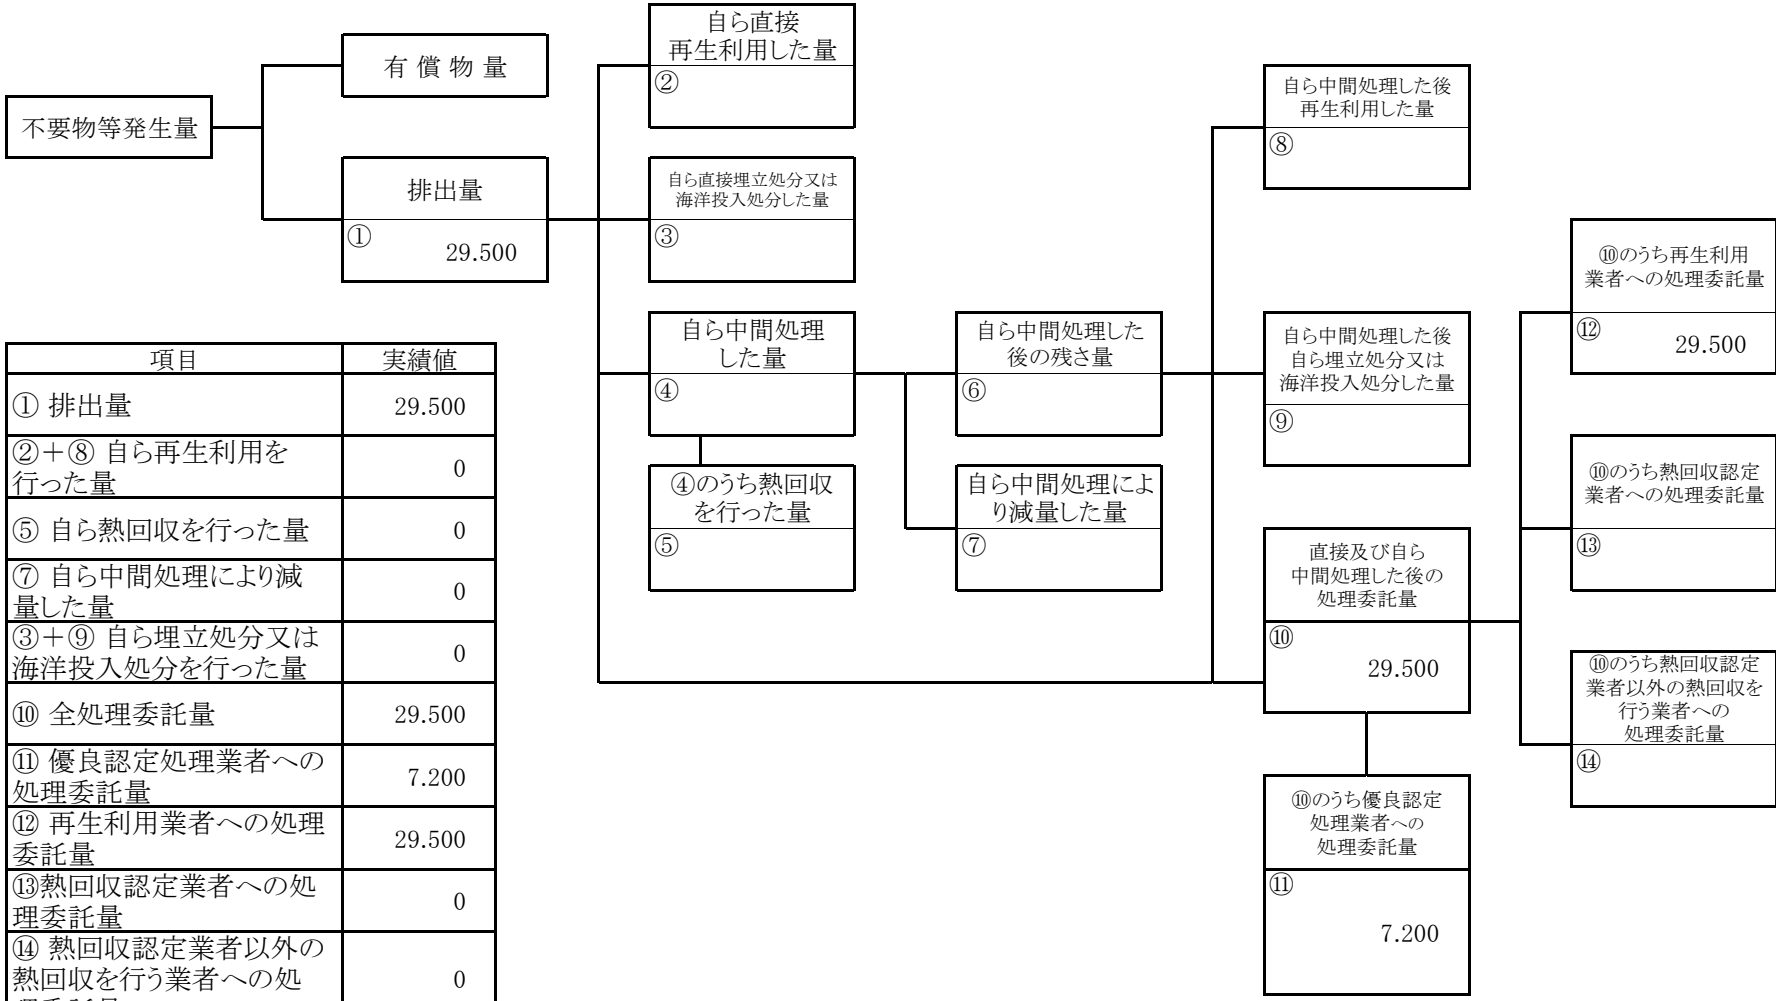 不要物等発生量
有 償 物 量
排出量
①
29.500
自ら直接
再生利用した量
②
自ら直接埋立処分又は
海洋投入処分した量
③
自ら中間処理
した量
④
④のうち熱回収
を行った量
⑤
自ら中間処理した
後の残さ量
⑥
自ら中間処理によ
り減量した量
⑦
自ら中間処理した後
再生利用した量
⑧
自ら中間処理した後
自ら埋立処分又は
海洋投入処分した量
⑨
直接及び自ら
中間処理した後の
処理委託量
⑩
29.500
⑩のうち優良認定
処理業者への
処理委託量
⑪
7.200
⑩のうち再生利用
業者への処理委託量
⑫
29.500
⑩のうち熱回収認定
業者への処理委託量
⑬
⑩のうち熱回収認定
業者以外の熱回収を
行う業者への
処理委託量
⑭
項目 実績値
① 排出量 29.500
②+⑧ 自ら再生利用を
行った量 0
⑤ 自ら熱回収を行った量 0
⑦ 自ら中間処理により減
量した量 0
③+⑨ 自ら埋立処分又は
海洋投入処分を行った量 0
⑩ 全処理委託量 29.500
⑪ 優良認定処理業者への
処理委託量 7.200
⑫ 再生利用業者への処理
委託量 29.500
⑬熱回収認定業者への処
理委託量 0
⑭ 熱回収認定業者以外の
熱回収を行う業者への処 0